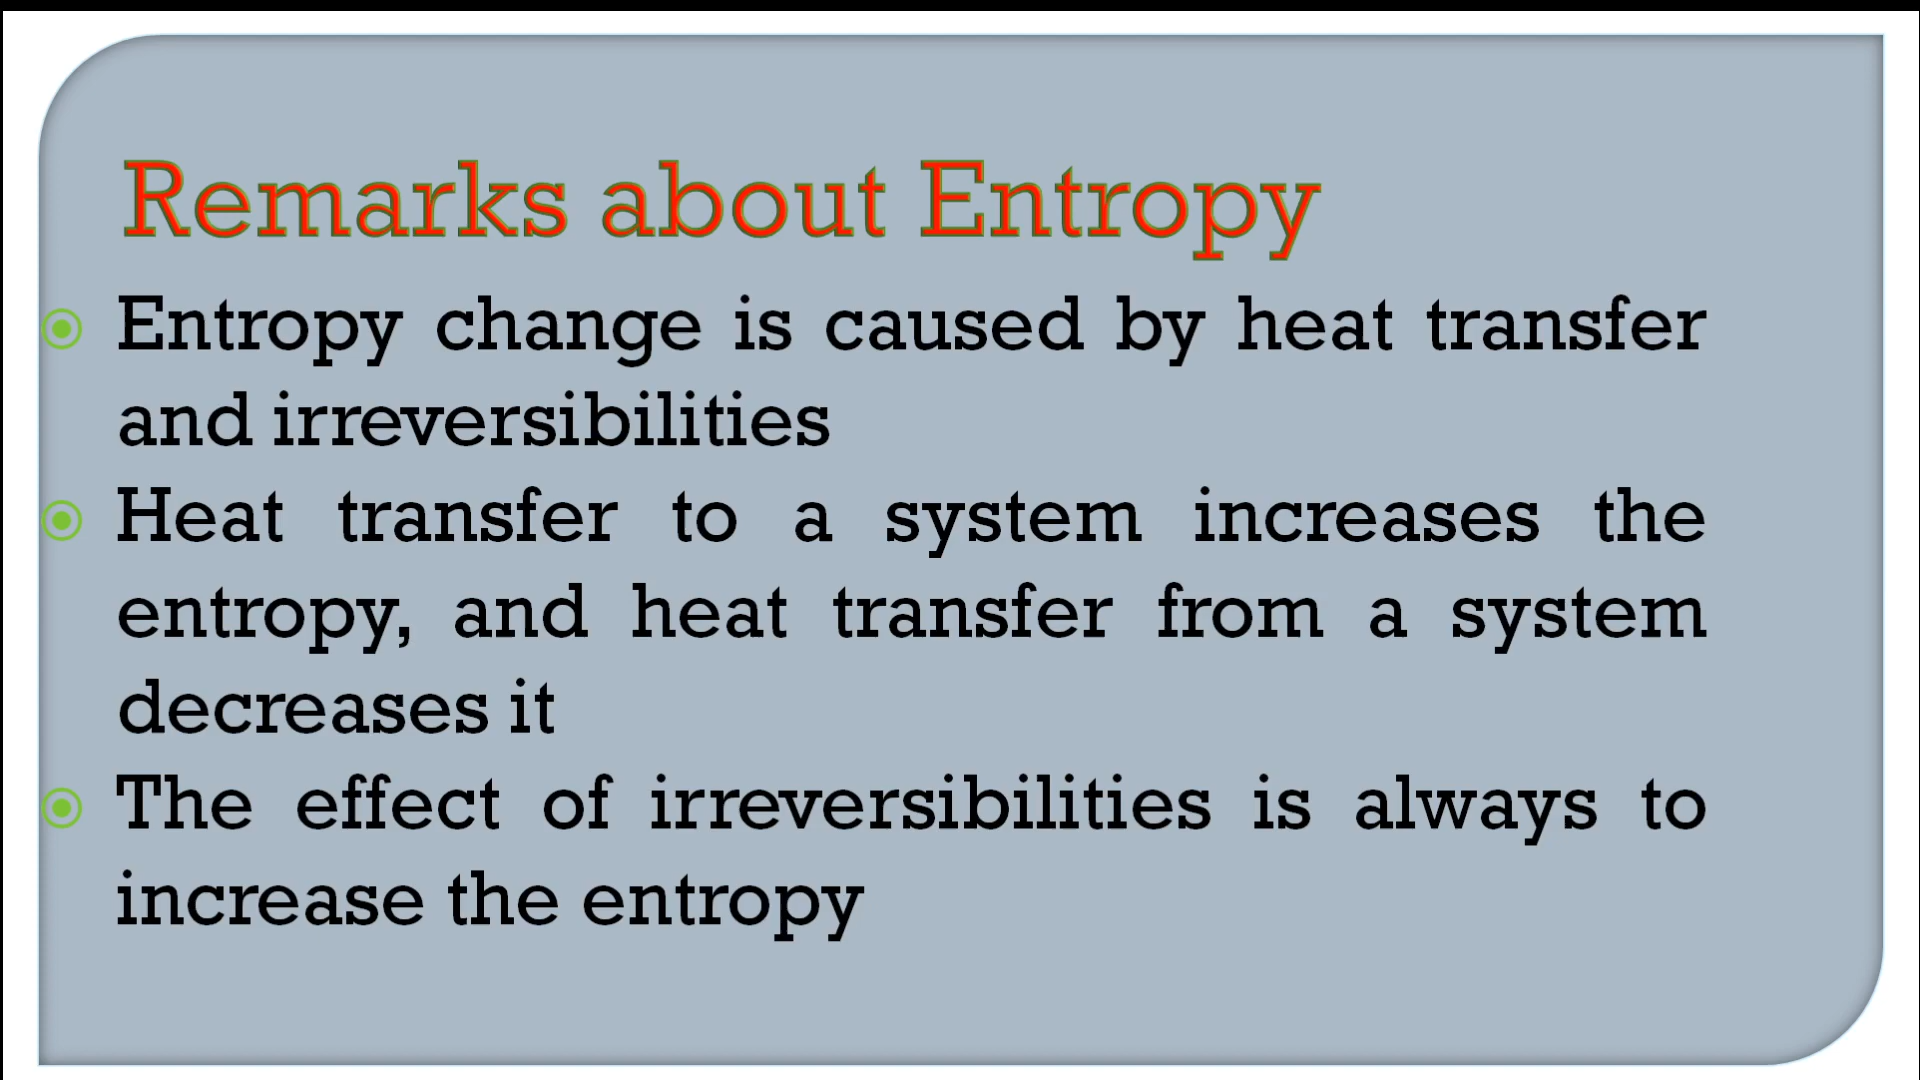 Remarks about Entropy
Entropy change is caused by heat transfer
and irreversibilities
Heat transfer to a system increases the
entropy, and heat transfer from a system
decreases it
The effect of irreversibilities is always to
increase the entropy